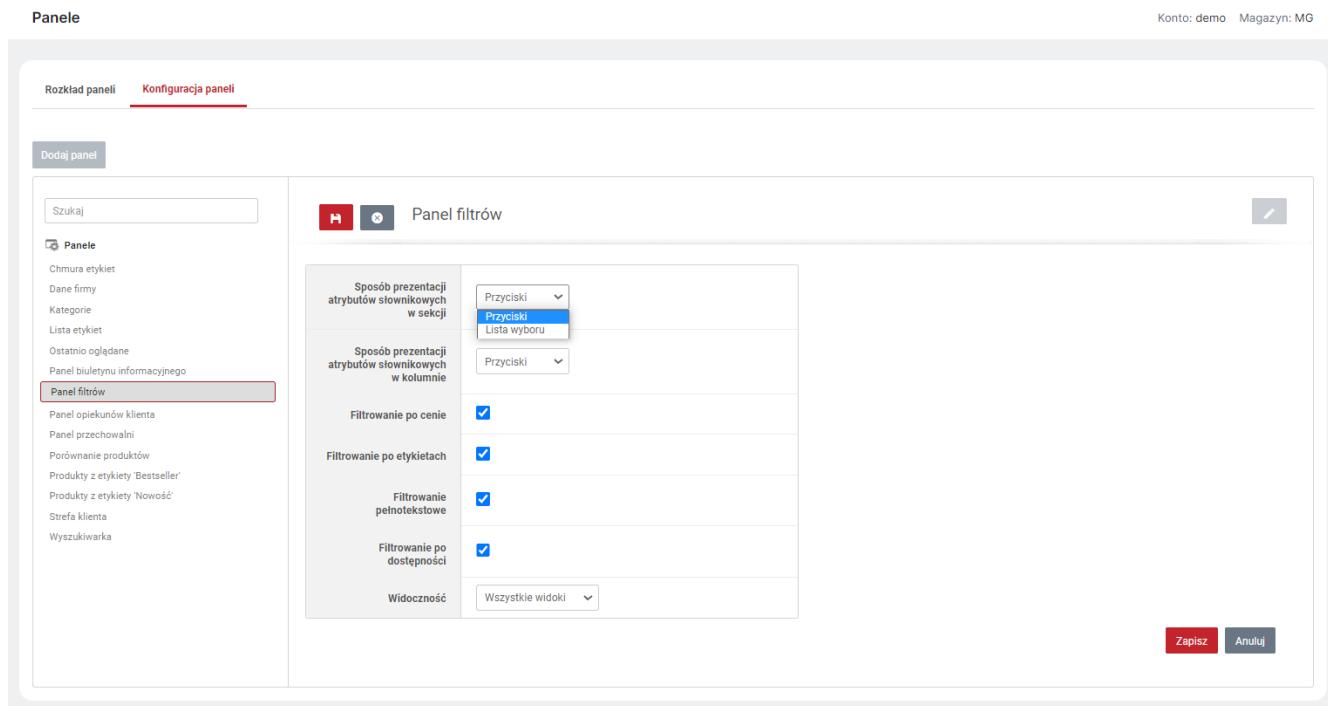 Panele
Konto: demo Magazyn: MG
Rozkład paneli Konfiguracja paneli
Dodaj panel
Szukaj
Panele
Chmura etykiet
Dane firmy
Kategorie
Lista etykiet
Ostatnio oglądane
Panel biuletynu informacyjnego
Panel filtrów
Panel opiekunów klienta
Panel przechowalni
Porównanie produktów
Produkty z etykiety 'Bestseller'
Produkty z etykiety 'Nowość'
Strefa klienta
Wyszukiwarka
Panel filtrów
Sposób prezentacji
atrybutów słownikowych
w sekcji
Przyciski
Przyciski
Lista wyboru
Sposób prezentacji
atrybutów słownikowych
w kolumnie
Przyciski
Filtrowanie po cenie
Filtrowanie po etykietach
Filtrowanie
pełnotekstowe
Filtrowanie po
dostępności
Widoczność
Wszystkie widoki
Zapisz Anuluj